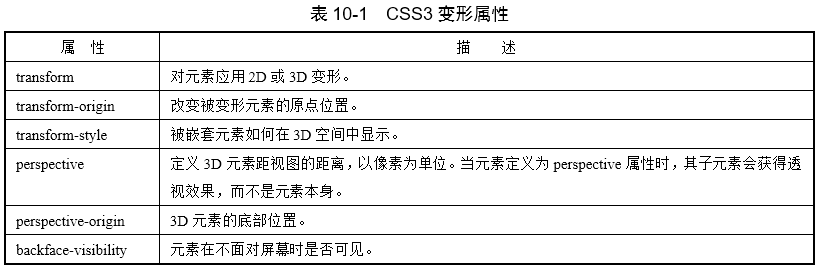 表 10-1 CSS3 变形属性
属 性 描 述
transform 对元素应用 2D 或 3D 变形。
transform-origin 改变被变形元素的原点位置。
transform-style 被嵌套元素如何在 3D 空间中显示。
perspective 定义 3D 元素距视图的距离，以像素为单位。当元素定义为 perspective 属性时，其子元素会获得透
视效果，而不是元素本身。
perspective-origin 3D 元素的底部位置。
backface-visibility 元素在不面对屏幕时是否可见。